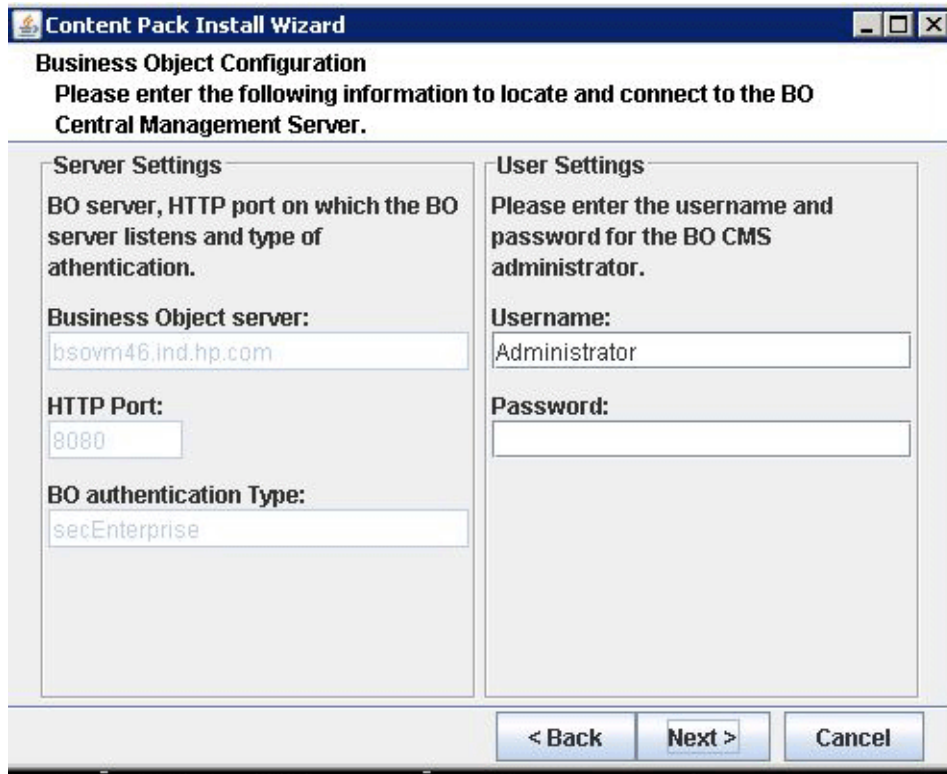 Content Pack Install Wizard
Business Object Configuration
Please enter the following information to locate and connect to the BO
Central Management Server.
Server Settings
BO server, HTTP port on which the BO
server listens and type of
athentication.
Business Object server:
bsovm46.ind.hp.com
HTTP Port:
8080
BO authentication Type:
secEnterprise
User Settings
Please enter the username and
password for the BO CMS
administrator.
Username:
Administrator
Password:
< Back
Next >
Cancel